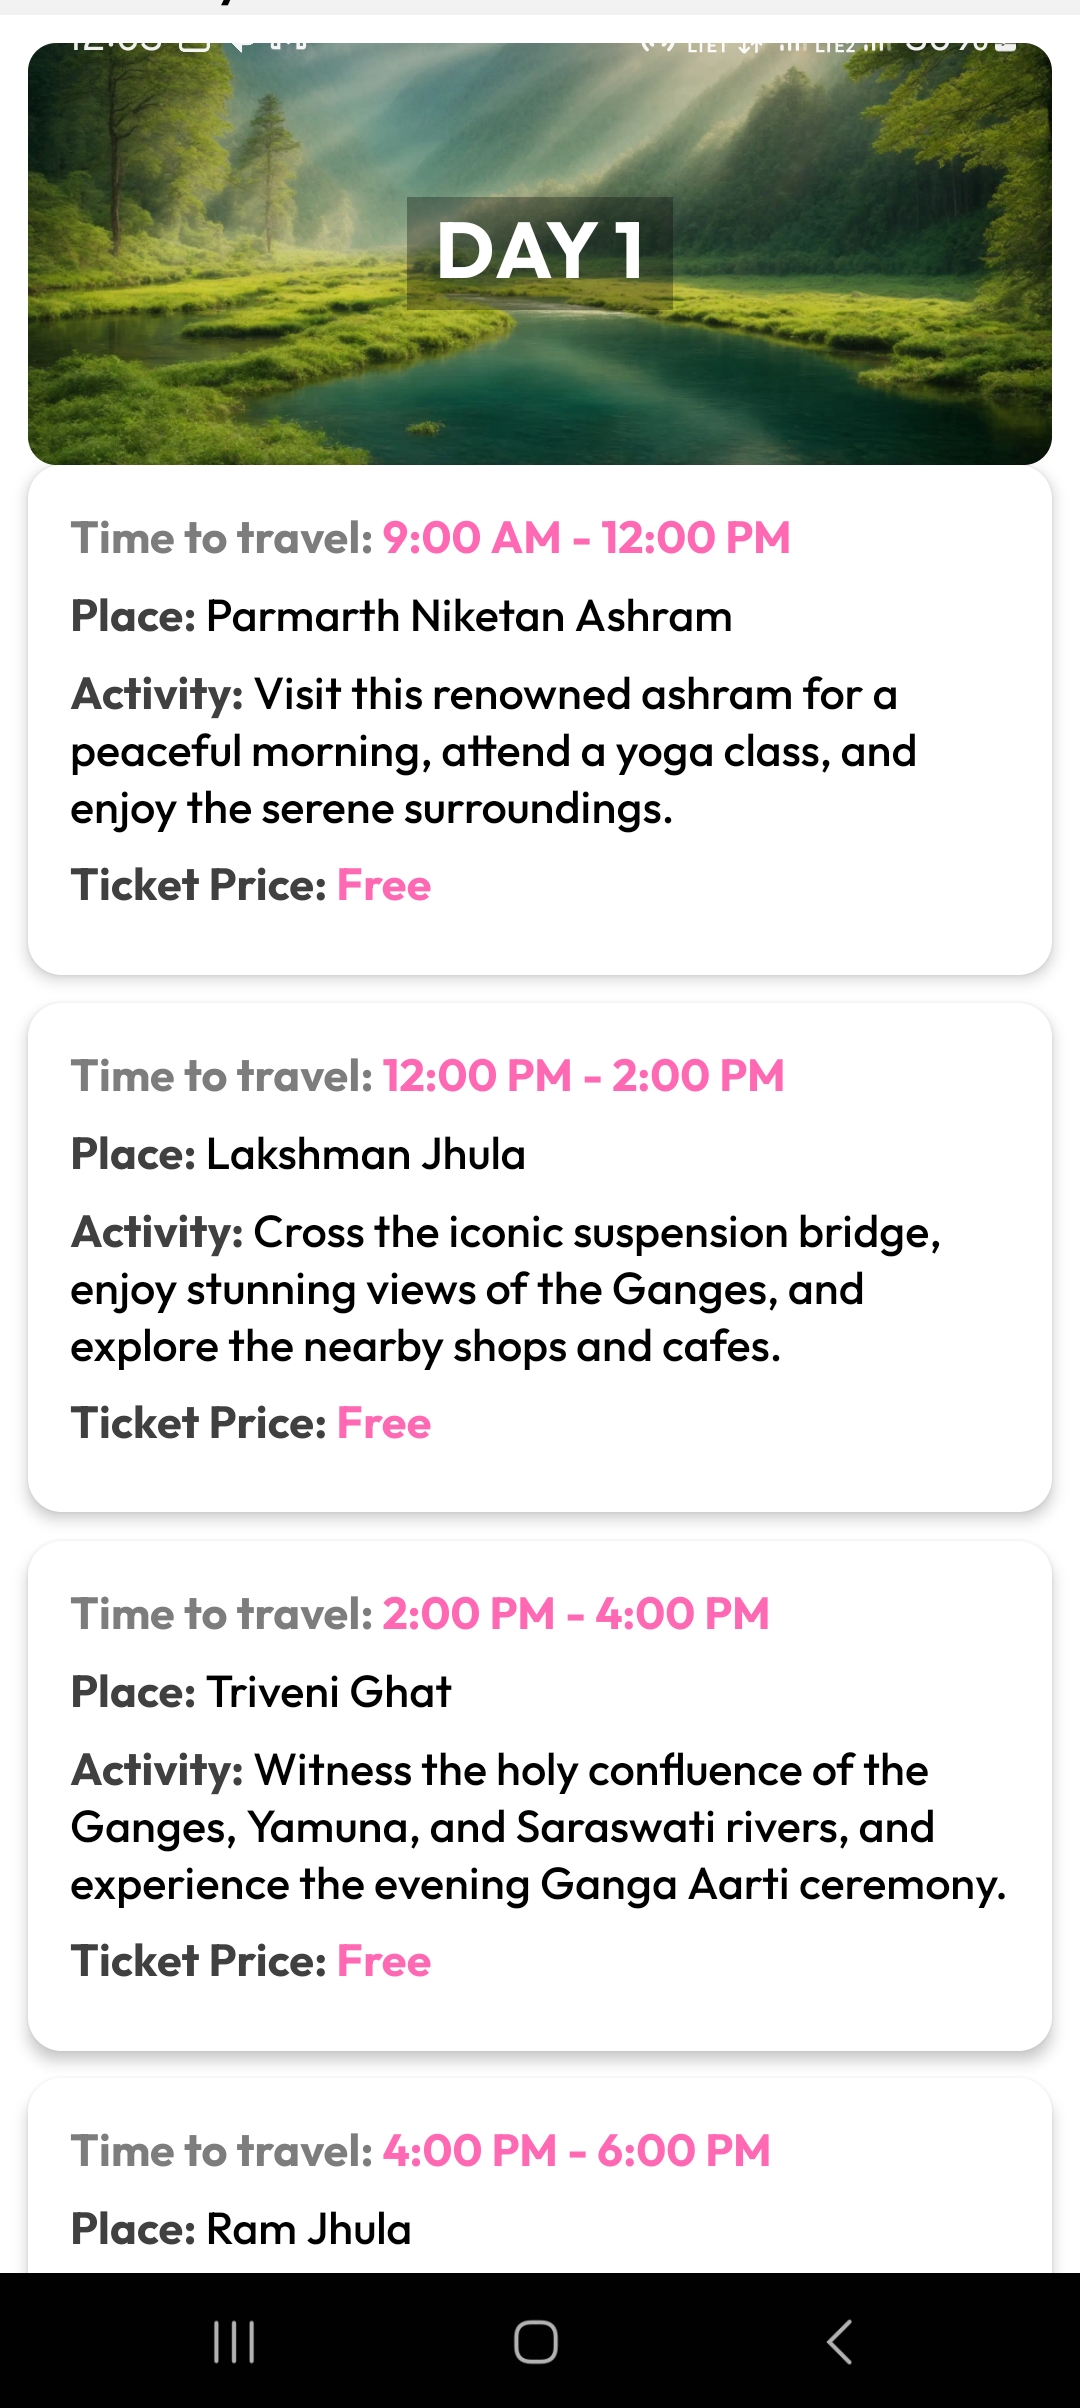 DAY 1
Time to travel: 9:00 AM - 12:00 PM
Place: Parmarth Niketan Ashram
Activity: Visit this renowned ashram for a
peaceful morning, attend a yoga class, and
enjoy the serene surroundings.
Ticket Price: Free
Time to travel: 12:00 PM - 2:00 PM
Place: Lakshman Jhula
Activity: Cross the iconic suspension bridge,
enjoy stunning views of the Ganges, and
explore the nearby shops and cafes.
Ticket Price: Free
Time to travel: 2:00 PM - 4:00 PM
Place: Triveni Ghat
Activity: Witness the holy confluence of the
Ganges, Yamuna, and Saraswati rivers, and
experience the evening Ganga Aarti ceremony.
Ticket Price: Free
Time to travel: 4:00 PM - 6:00 PM
Place: Ram Jhula